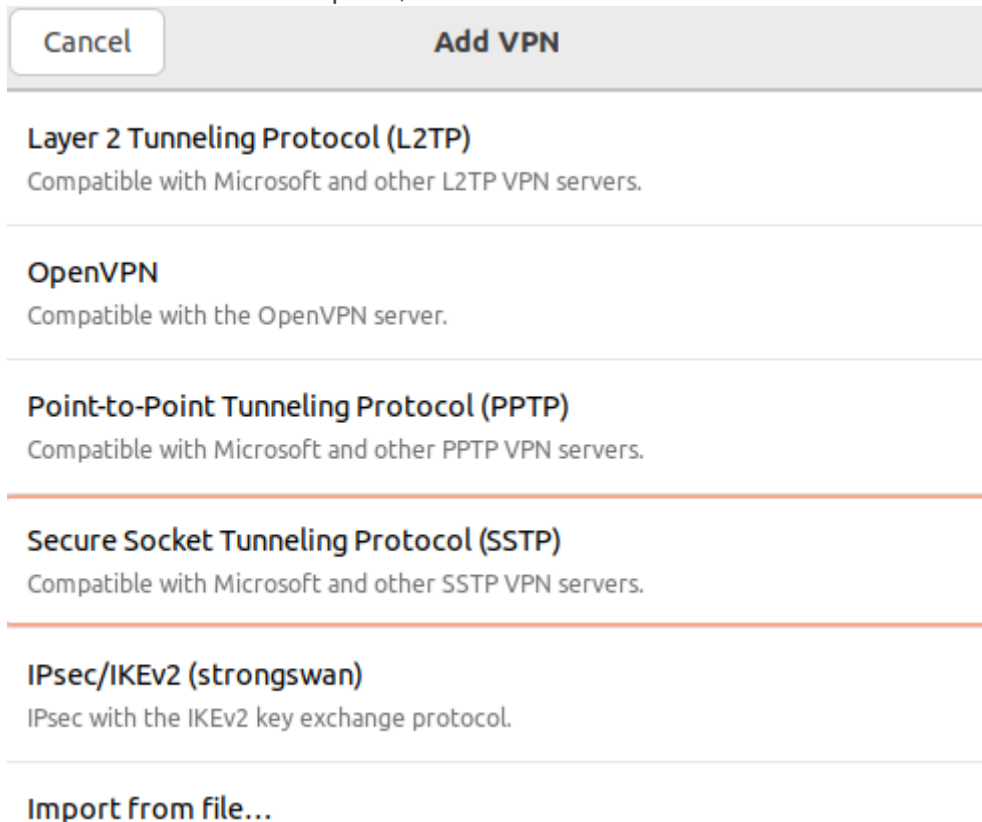 Cancel
Add VPN
Layer 2 Tunneling Protocol (L2TP)
Compatible with Microsoft and other L2TP VPN servers.
OpenVPN
Compatible with the OpenVPN server.
Point-to-Point Tunneling Protocol (PPTP)
Compatible with Microsoft and other PPTP VPN servers.
Secure Socket Tunneling Protocol (SSTP)
Compatible with Microsoft and other SSTP VPN servers.
IPsec/IKEv2 (strongswan)
IPsec with the IKEv2 key exchange protocol.
Import from file...